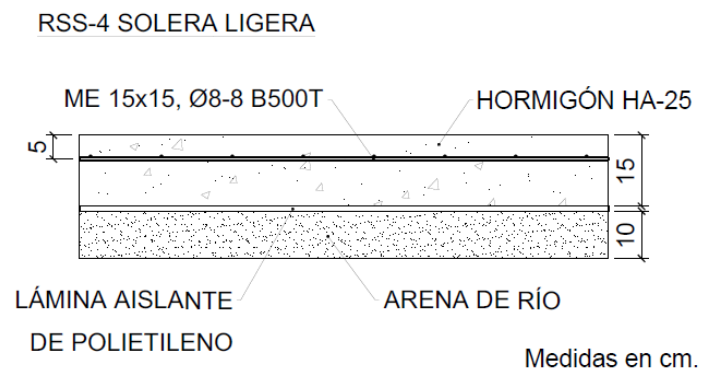 RSS-4 SOLERA LIGERA
ME 15x15, Ø8-8 B500T
HORMIGÓN HA-25
5
15
10
LÁMINA AISLANTE
DE POLIETILENO
ARENA DE RÍO
Medidas en cm.